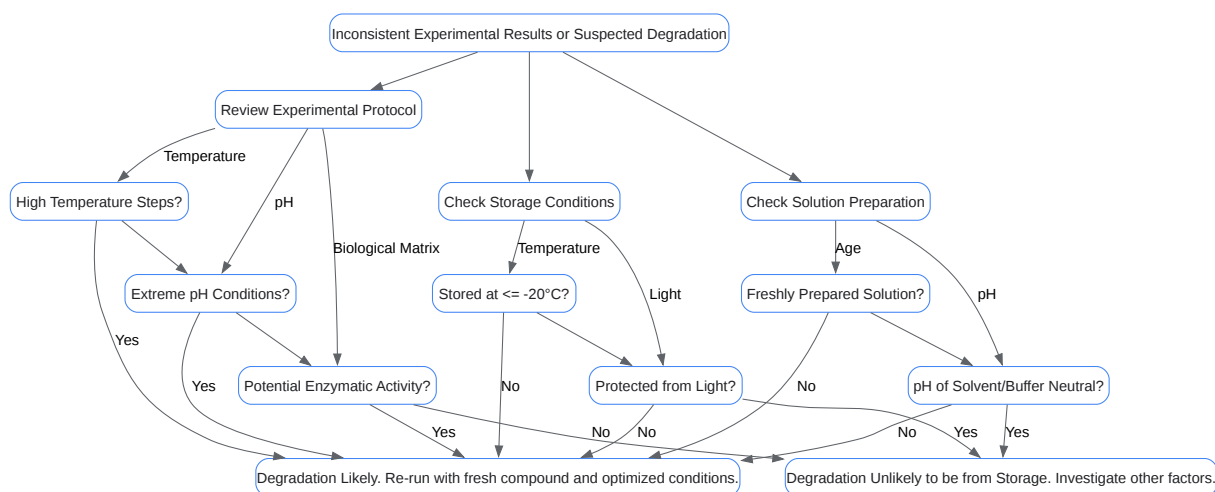 Inconsistent Experimental Results or Suspected Degradation
Review Experimental Protocol
Temperature
High Temperature Steps?
pH
Check Storage Conditions
Check Solution Preparation
Biological Matrix
Temperature
Age
Extreme pH Conditions?
Stored at <= -20°C?
Light
Freshly Prepared Solution?
pH
Yes
Yes
Potential Enzymatic Activity?
No
Protected from Light?
No
pH of Solvent/Buffer Neutral?
Yes
No
No
Yes
No
Yes
Degradation Likely. Re-run with fresh compound and optimized conditions.
Degradation Unlikely to be from Storage. Investigate other factors.